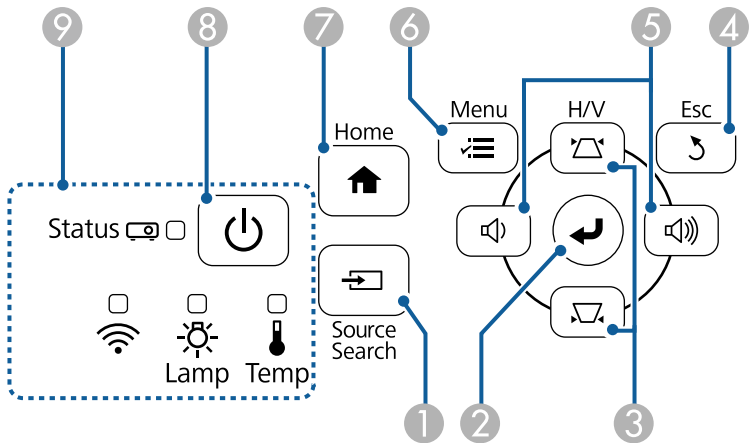 9 8 7 6 5 4
Menu H/V Esc
Home
Status
Source
Search
Lamp Temp
1 2 3